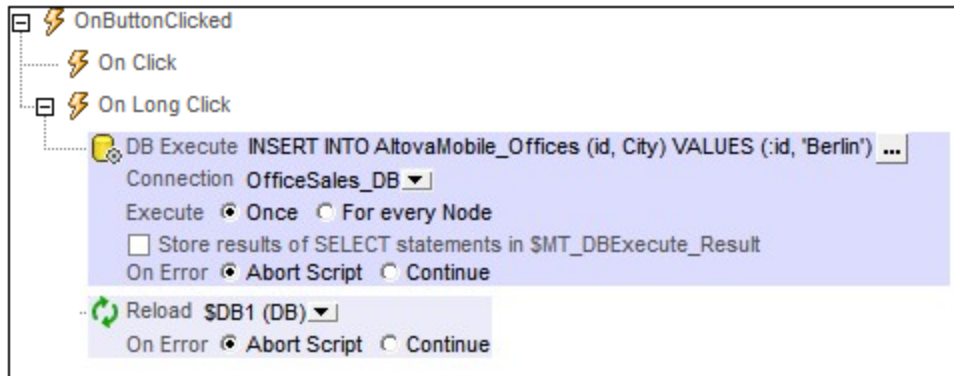 OnButtonClicked
On Click
On Long Click
DB Execute INSERT INTO AltovaMobile_Offices (id, City) VALUES (:id, 'Berlin') ...
Connection OfficeSales_DB
Execute Once For every Node
Store results of SELECT statements in $MT_DBExecute_Result
On Error Abort Script Continue
Reload $DB1 (DB)
On Error Abort Script Continue